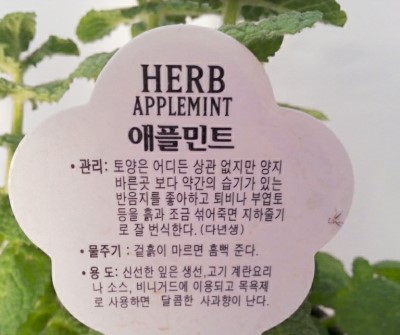 HERB
APPLEMINT
애플민트
• 관리: 토양은 어디든 상관 없지만 양지
바른곳 보다 약간의 습기가 있는
반음지를 좋아하고 퇴비나 부엽토
등을 흙과 조금 섞어죽면 지하줄기
로 잘 번식한다. (다년생)
• 물주기 : 겉흙이 마르면 흠뻑 준다.
• 용 도: 신선한 잎은 생선,고기 계란요리
나 소스, 비니거드에 이용되고 목욕제
로 사용하면 달콤한 사과향이 난다.